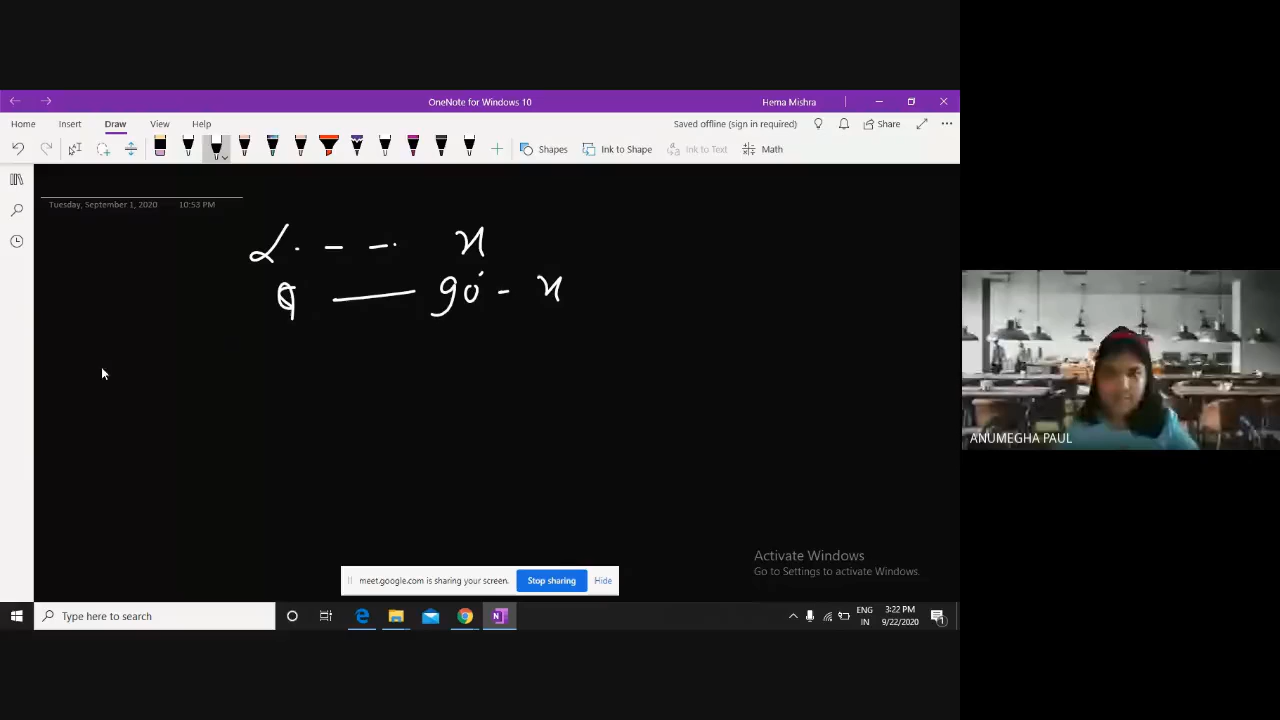 OneNote for Windows 10
Hema Mishra
Home Insert Draw View Help
Saved offline (sign in required)
Share
Shapes
Ink to Shape
Ink to Text
Math
Tuesday, September 1, 2020 10:53 PM
x
90° - x
ANUMEGHA PAUL
Activate Windows
Go to Settings to activate Windows.
meet.google.com is sharing your screen.
Stop sharing
Hide
Type here to search
N
ENG
IN
3:22 PM
9/22/2020
1